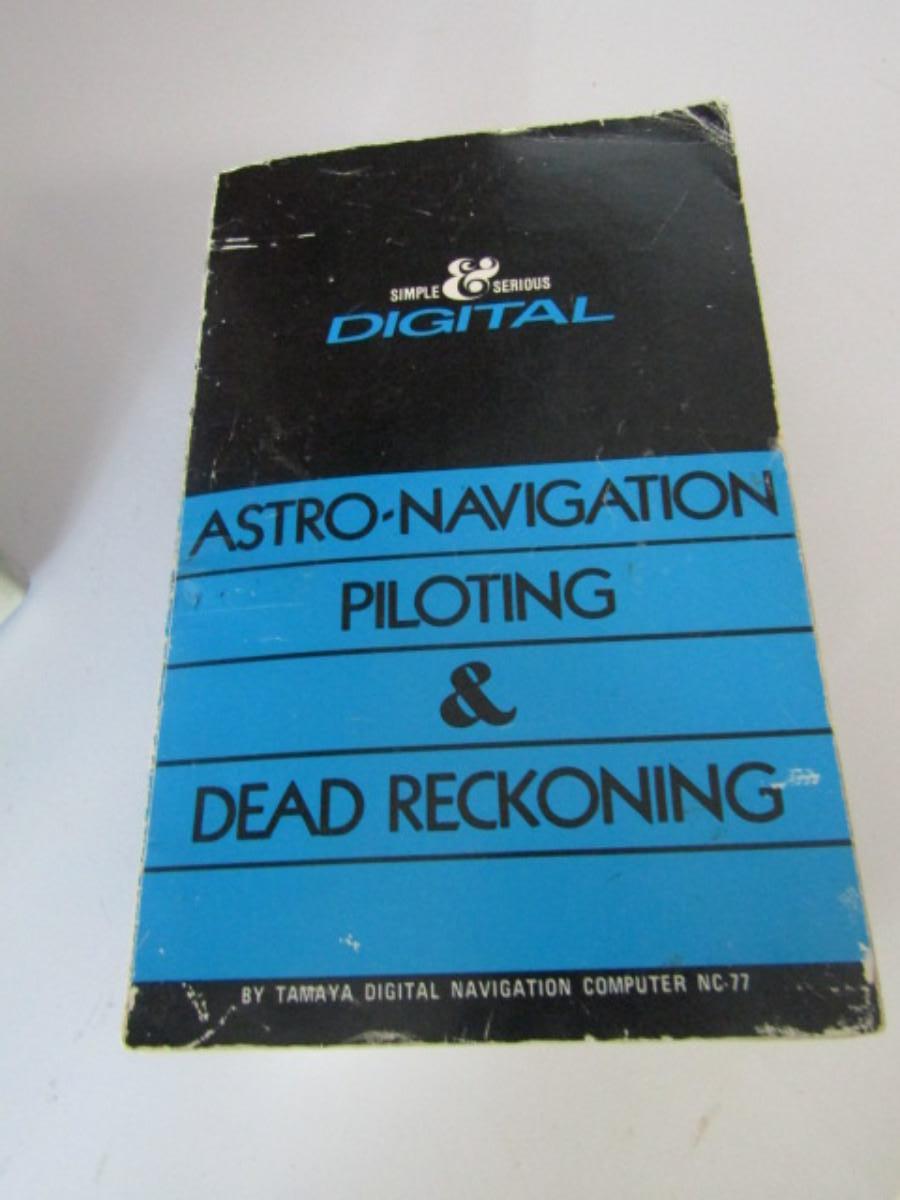 SIMPLE & SERIOUS
DIGITAL
ASTRO-NAVIGATION
PILOTING
&
DEAD RECKONING
BY TAMAYA DIGITAL NAVIGATION COMPUTER NC-77